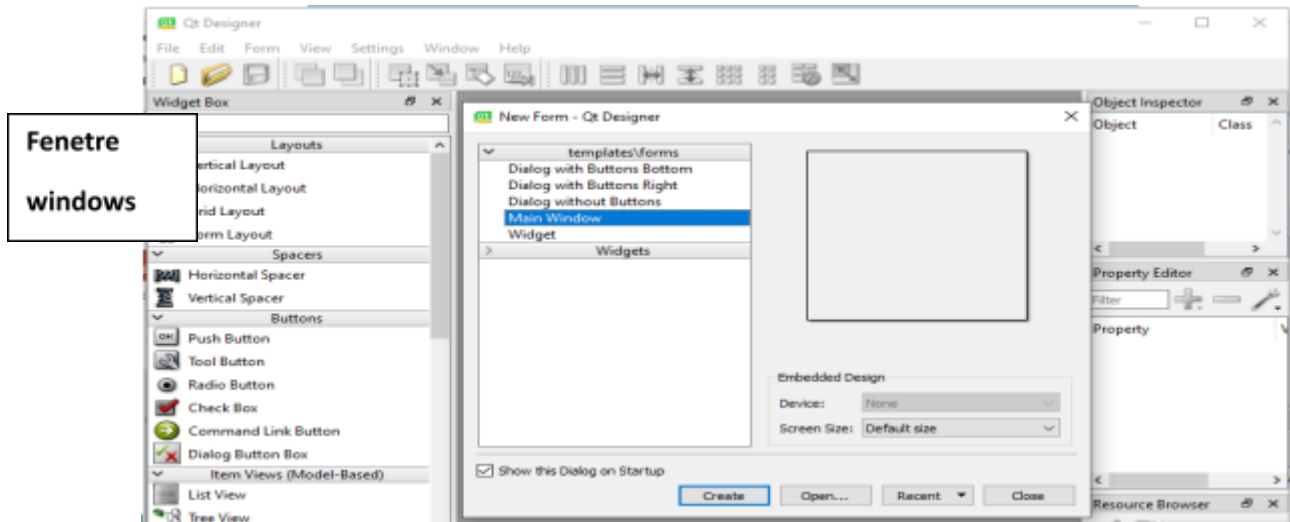 Qt Designer
File Edit Form View Settings Window Help
Widget Box
Fenetre
windows
Layouts
ertical Layout
orizontal Layout
rid Layout
orm Layout
Spacers
Horizontal Spacer
Vertical Spacer
Buttons
Push Button
Tool Button
Radio Button
Check Box
Command Link Button
Dialog Button Box
Item Views (Model-Based)
List View
Tree View
New Form - Qt Designer
templates\forms
Dialog with Buttons Bottom
Dialog with Buttons Right
Dialog without Buttons
Main Window
Widget
Widgets
Embedded Design
Device: None
Screen Size: Default size
Show this Dialog on Startup
Create Open... Recent Close
Object Inspector
Object Class
Property Editor
Filter
Property V
Resource Browser